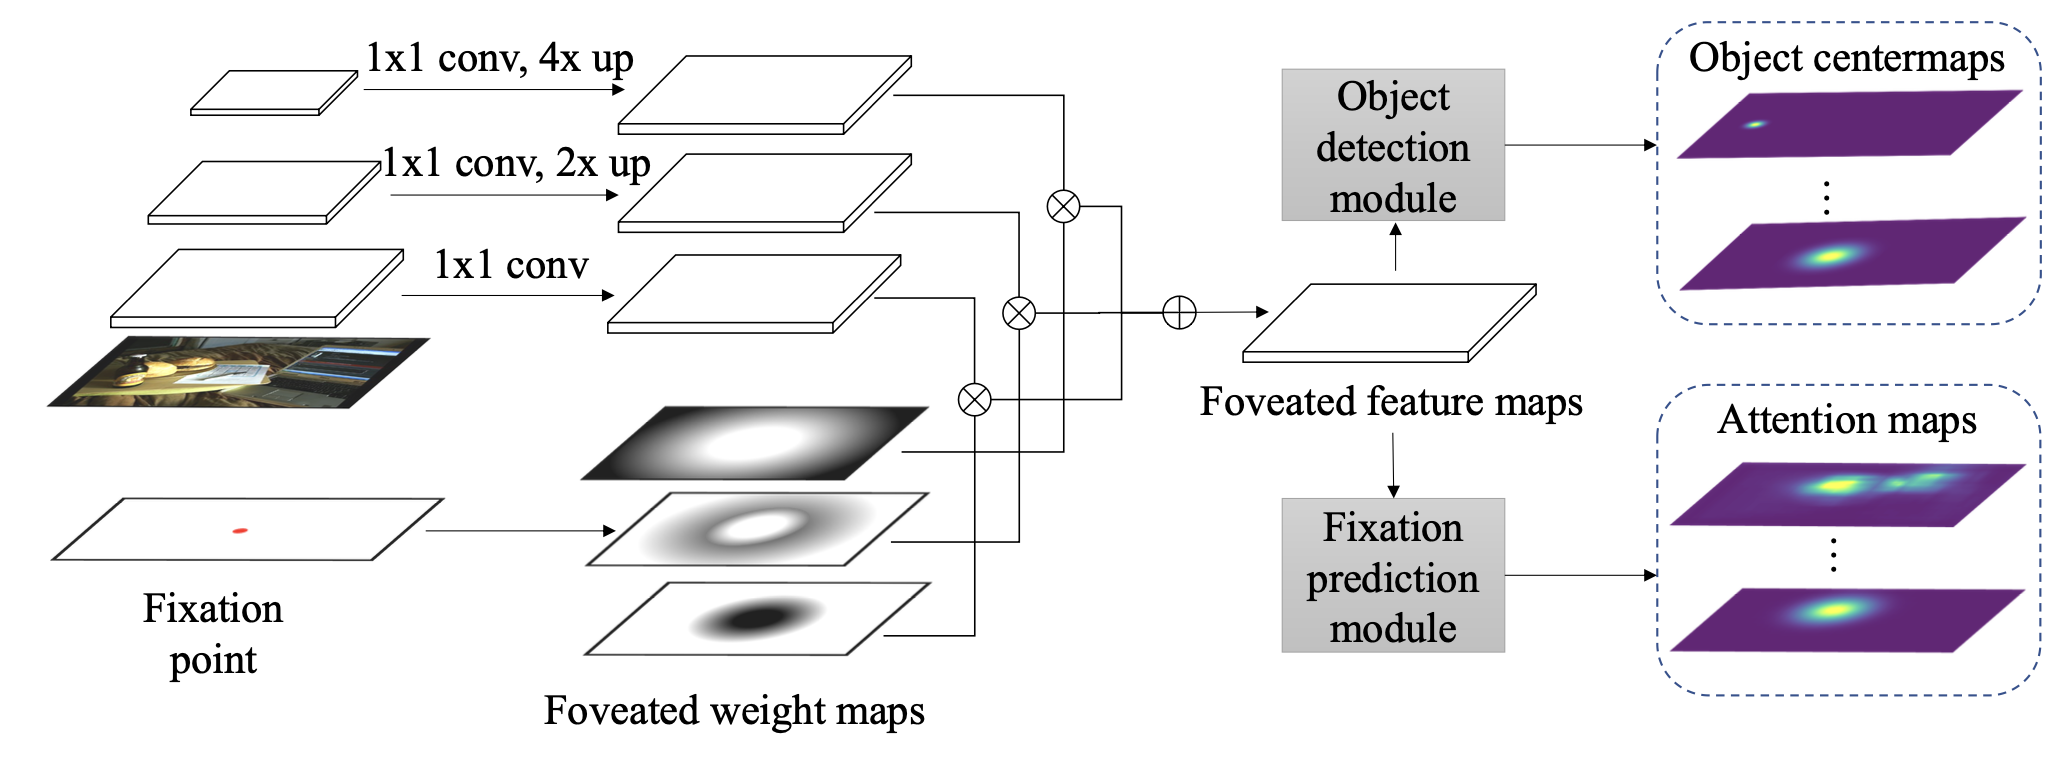 1x1 conv, 4x up
1x1 conv, 2x up
1x1 conv
Fixation
point
Foveated weight maps
Foveated feature maps
Object
detection
module
Fixation
prediction
module
Object centermaps
Attention maps